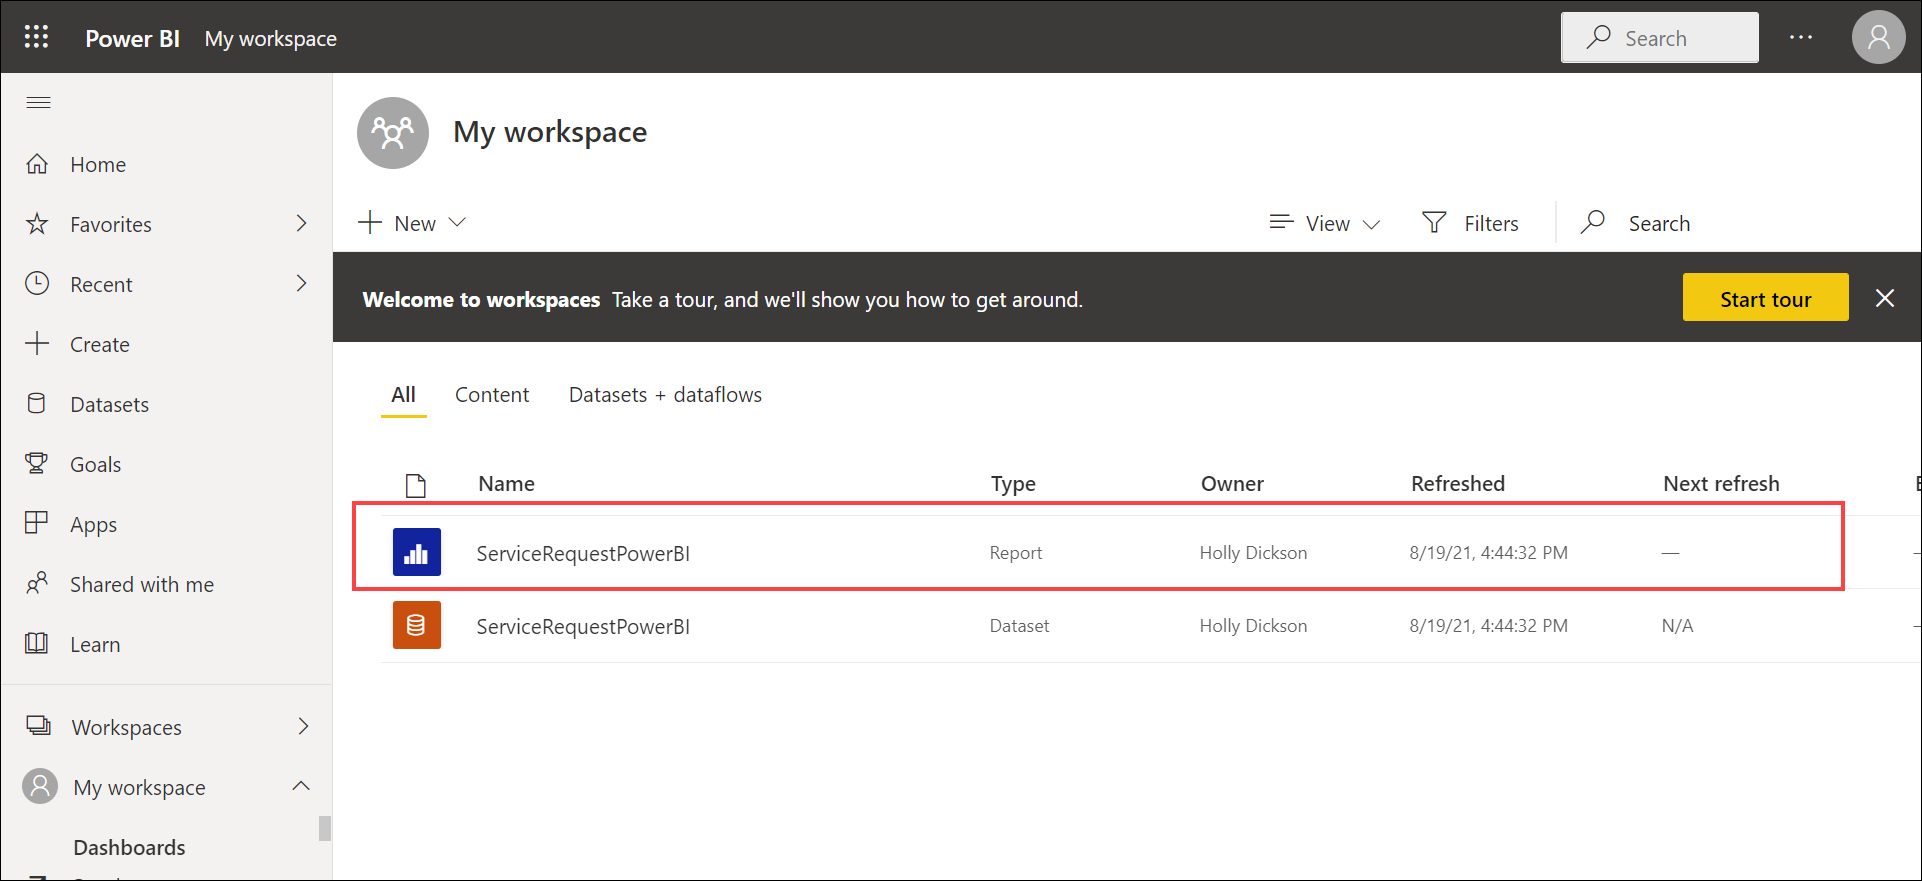 Power BI My workspace Search ...
My workspace
Home
Favorites
Recent
Create
Datasets
Goals
Apps
Shared with me
Learn
Workspaces
My workspace
Dashboards
New View Filters Search
Welcome to workspaces Take a tour, and we'll show you how to get around. Start tour
All Content Datasets + dataflows
Name Type Owner Refreshed Next refresh
ServiceRequestPowerBI Report Holly Dickson 8/19/21, 4:44:32 PM —
ServiceRequestPowerBI Dataset Holly Dickson 8/19/21, 4:44:32 PM N/A